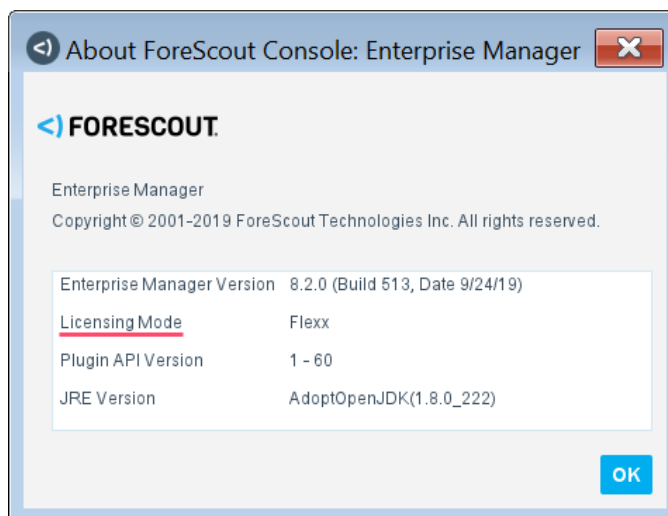 About ForeScout Console: Enterprise Manager
FORESCOUT.
Enterprise Manager
Copyright © 2001-2019 ForeScout Technologies Inc. All rights reserved.
Enterprise Manager Version 8.2.0 (Build 513, Date 9/24/19)
Licensing Mode Flexx
Plugin API Version 1 - 60
JRE Version AdoptOpenJDK(1.8.0_222)
OK